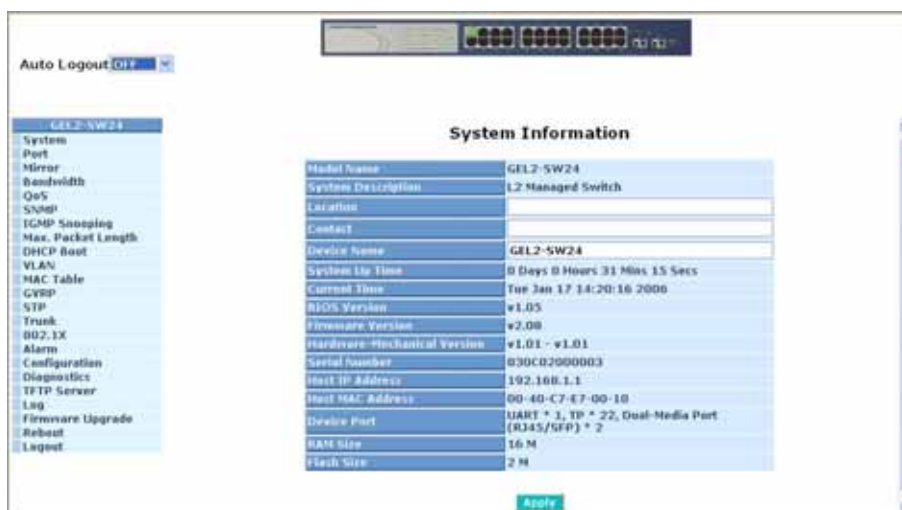 Auto Logout OFF
GEL2-SW24
System
Port
Mirror
Bandwidth
QoS
SNMP
IGMP Snooping
Max. Packet Length
DHCP Boot
VLAN
MAC Table
GVRP
STP
Trunk
802.1X
Alarm
Configuration
Diagnostics
TFTP Server
Log
Firmware Upgrade
Reboot
Logout
System Information
Model Name GEL2-SW24
System Description L2 Managed Switch
Location
Contact
Device Name GEL2-SW24
System Up Time 0 Days 0 Hours 31 Mins 15 Secs
Current Time Tue Jan 17 14:20:16 2006
BIOS Version v1.05
Firmware Version v2.08
Hardware-Mechanical Version v1.01 - v1.01
Serial Number 030C02000003
Host IP Address 192.168.1.1
Host MAC Address 00-40-C7-E7-00-10
Device Port UART * 1, TP * 22, Dual-Media Port
(RJ45/SFP) * 2
RAM Size 16 M
Flash Size 2 M
Apply